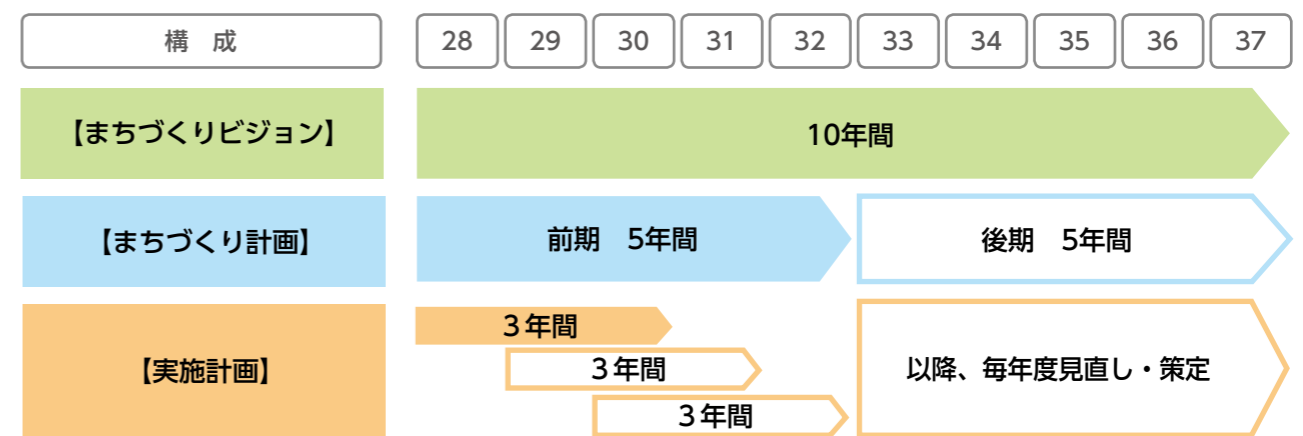 構 成 28 29 30 31 32 33 34 35 36 37
【まちづくりビジョン】 10年間
【まちづくり計画】 前期 5年間 後期 5年間
【実施計画】 3年間
3年間
3年間
以降、毎年度見直し・策定